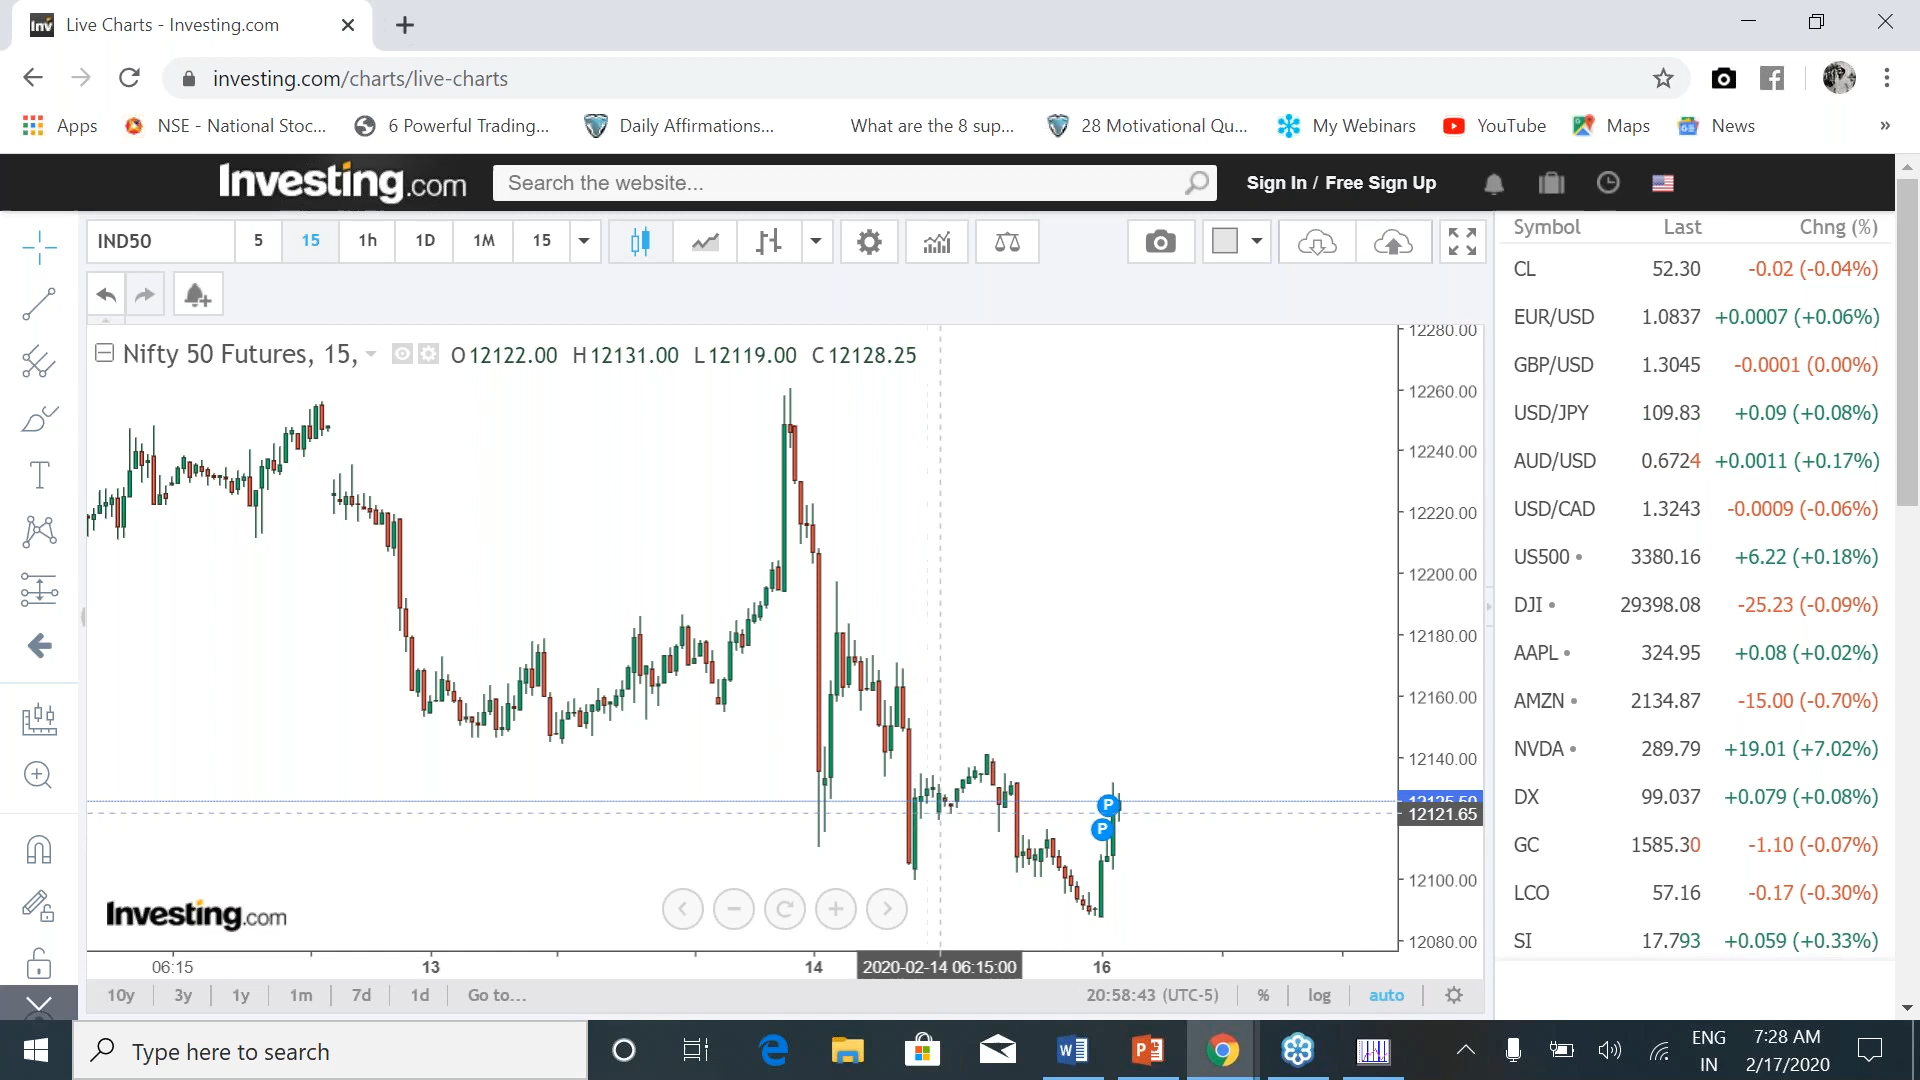 Live Charts - Investing.com
investing.com/charts/live-charts
Apps NSE - National Stoc... 6 Powerful Trading... Daily Affirmations... What are the 8 sup... 28 Motivational Qu... My Webinars YouTube Maps News »
Investing.com Search the website... Sign In / Free Sign Up
IND50 5 15 1h 1D 1M 15
Symbol Last Chng (%)
CL 52.30 -0.02 (-0.04%)
EUR/USD 1.0837 +0.0007 (+0.06%)
GBP/USD 1.3045 -0.0001 (0.00%)
USD/JPY 109.83 +0.09 (+0.08%)
AUD/USD 0.6724 +0.0011 (+0.17%)
USD/CAD 1.3243 -0.0009 (-0.06%)
US500 3380.16 +6.22 (+0.18%)
DJI 29398.08 -25.23 (-0.09%)
AAPL 324.95 +0.08 (+0.02%)
AMZN 2134.87 -15.00 (-0.70%)
NVDA 289.79 +19.01 (+7.02%)
DX 99.037 +0.079 (+0.08%)
GC 1585.30 -1.10 (-0.07%)
LCO 57.16 -0.17 (-0.30%)
SI 17.793 +0.059 (+0.33%)
Nifty 50 Futures, 15, O 12122.00 H 12131.00 L 12119.00 C 12128.25
12280.00
12260.00
12240.00
12220.00
12200.00
12180.00
12160.00
12140.00
12121.65
12100.00
12080.00
P
P
Investing.com
06:15 13 14 2020-02-14 06:15:00 16
10y 3y 1y 1m 7d 1d Go to... 20:58:43 (UTC-5) % log auto
Type here to search
ENG
IN
7:28 AM
2/17/2020